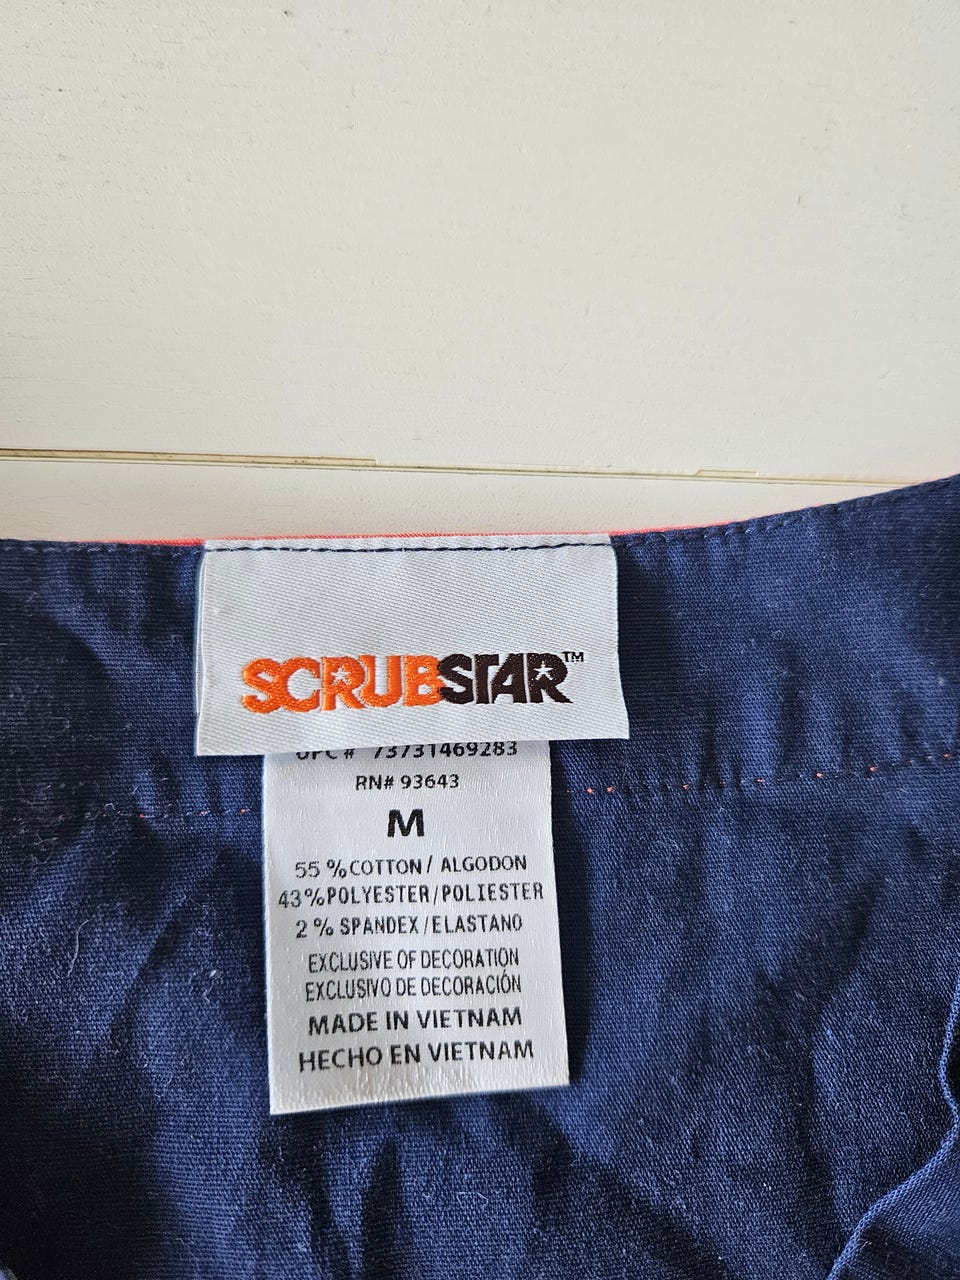 SCRUBSTAR™
UPC # 73731469283
RN# 93643
M
55 % COTTON / ALGODON
43% POLYESTER / POLIESTER
2 % SPANDEX / ELASTANO
EXCLUSIVE OF DECORATION
EXCLUSIVO DE DECORACIÓN
MADE IN VIETNAM
HECHO EN VIETNAM